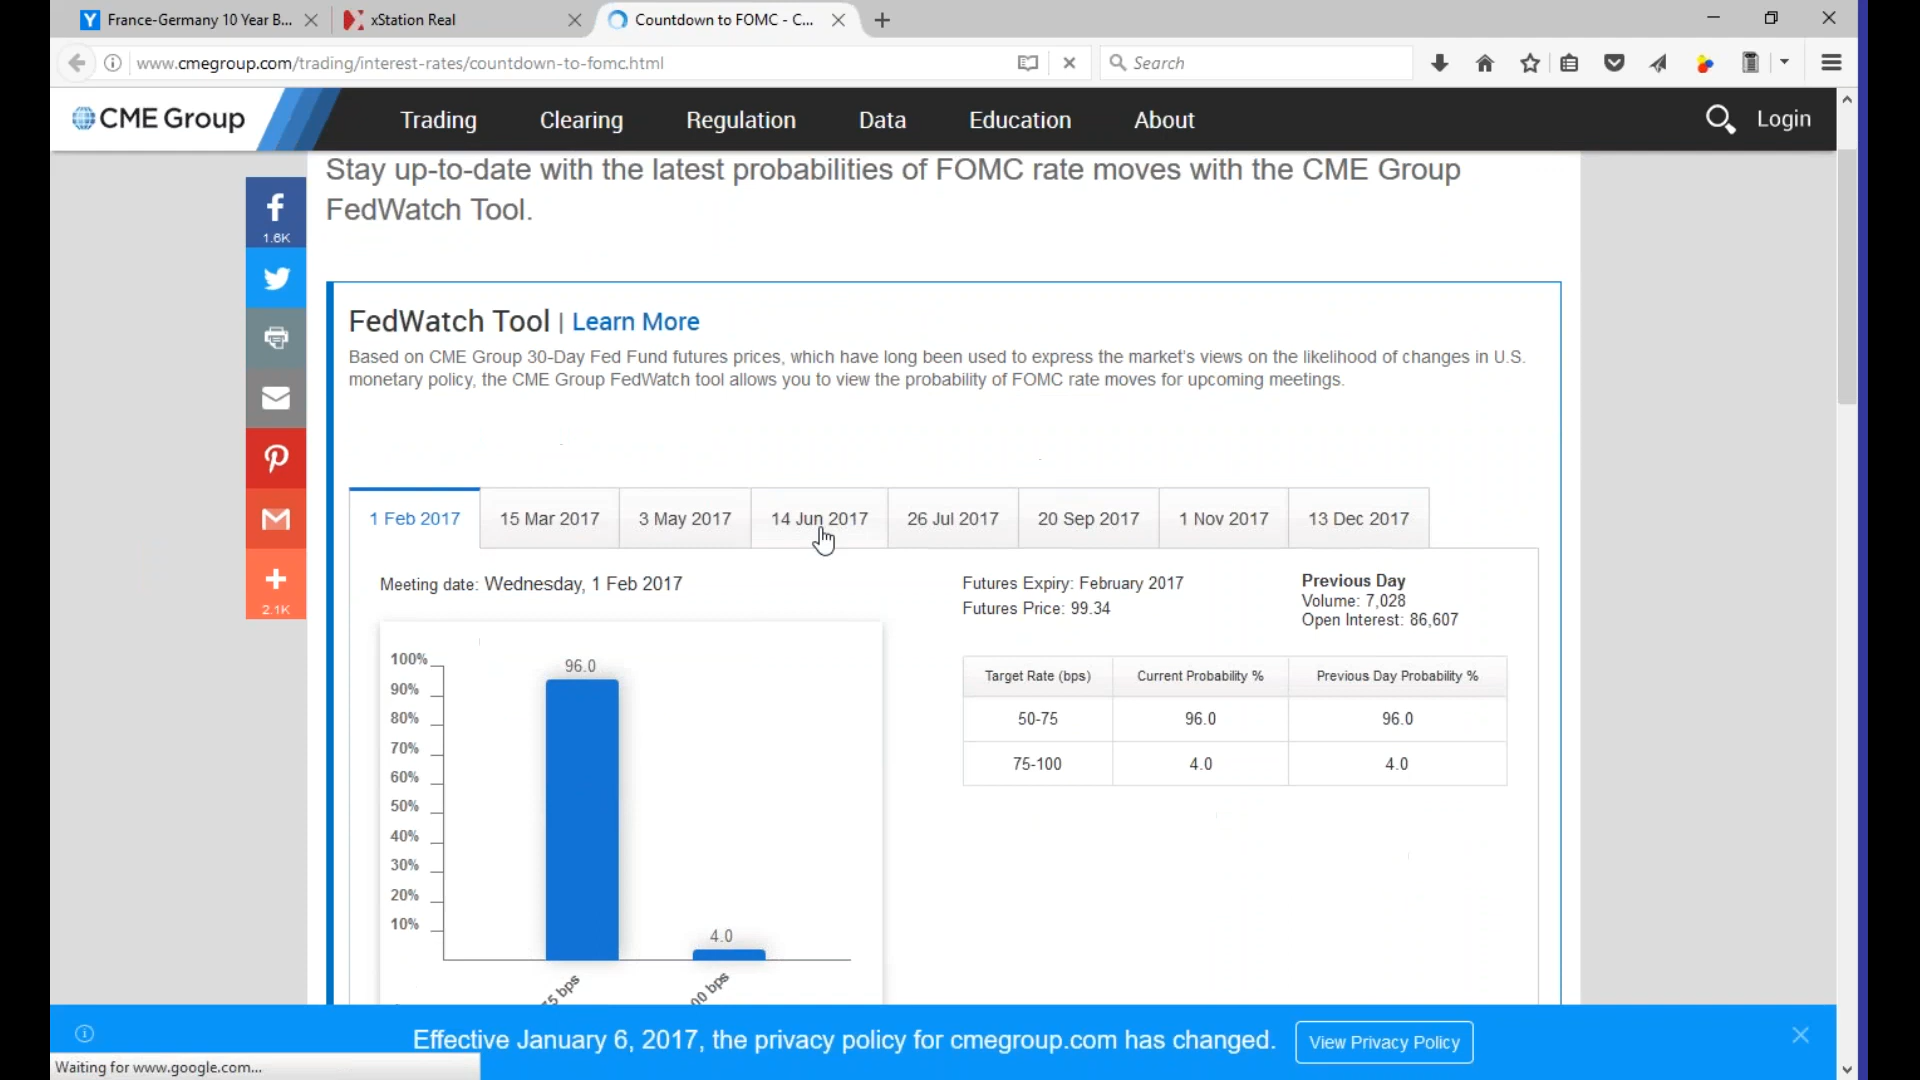 France-Germany 10 Year B...
xStation Real
Countdown to FOMC - C...
www.cmegroup.com/trading/interest-rates/countdown-to-fomc.html
Search
CME Group
Trading
Clearing
Regulation
Data
Education
About
Login
Stay up-to-date with the latest probabilities of FOMC rate moves with the CME Group
FedWatch Tool.
1.6K
2.1K
FedWatch Tool | Learn More
Based on CME Group 30-Day Fed Fund futures prices, which have long been used to express the market's views on the likelihood of changes in U.S.
monetary policy, the CME Group FedWatch tool allows you to view the probability of FOMC rate moves for upcoming meetings.
1 Feb 2017
15 Mar 2017
3 May 2017
14 Jun 2017
26 Jul 2017
20 Sep 2017
1 Nov 2017
13 Dec 2017
Meeting date: Wednesday, 1 Feb 2017
Futures Expiry: February 2017
Futures Price: 99.34
Previous Day
Volume: 7,028
Open Interest: 86,607
100%
90%
80%
70%
60%
50%
40%
30%
20%
10%
96.0
4.0
5 bps
00 bps
Target Rate (bps) Current Probability % Previous Day Probability %
50-75 96.0 96.0
75-100 4.0 4.0
Effective January 6, 2017, the privacy policy for cmegroup.com has changed.
View Privacy Policy
Waiting for www.google.com...